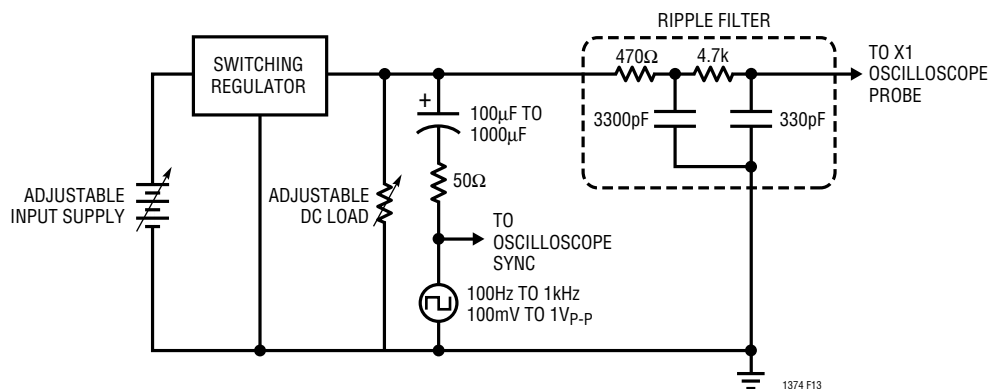 RIPPLE FILTER
SWITCHING
REGULATOR
470Ω
4.7k
TO X1
OSCILLOSCOPE
PROBE
+
100µF TO
1000µF
3300pF
330pF
ADJUSTABLE
INPUT SUPPLY
ADJUSTABLE
DC LOAD
50Ω
TO
OSCILLOSCOPE
SYNC
100Hz TO 1kHz
100mV TO 1VP-P
1374 F13